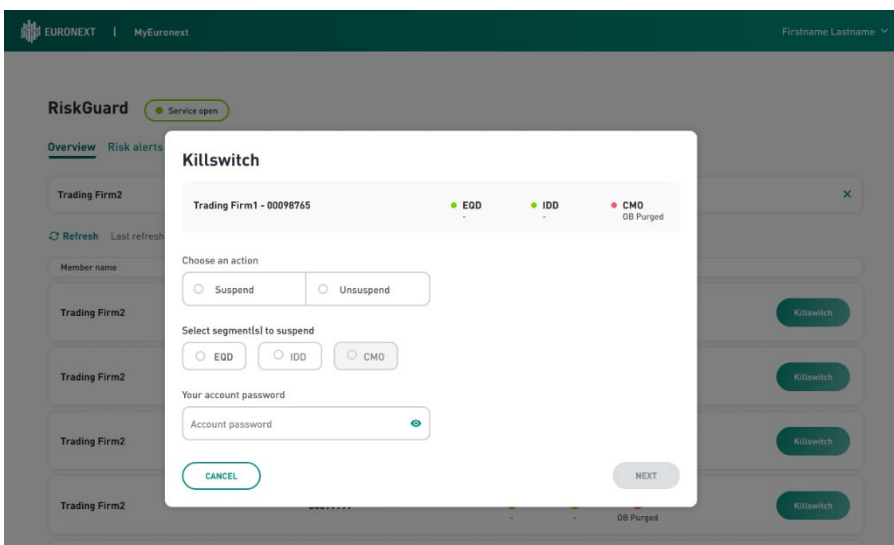 EURONEXT | MyEuronext
Firstname Lastname
RiskGuard
Service open
Overview Risk alerts
Trading Firm2
Refresh Last refresh
Member name
Trading Firm2
Killswitch
Trading Firm2
Killswitch
Trading Firm2
Killswitch
Trading Firm2
- - OB Purged
Killswitch
Killswitch
Trading Firm1 - 00098765
EQD IDD CMO
- - OB Purged
Choose an action
Suspend Unsuspend
Select segment(s) to suspend
EQD IDD CMO
Your account password
Account password
CANCEL NEXT